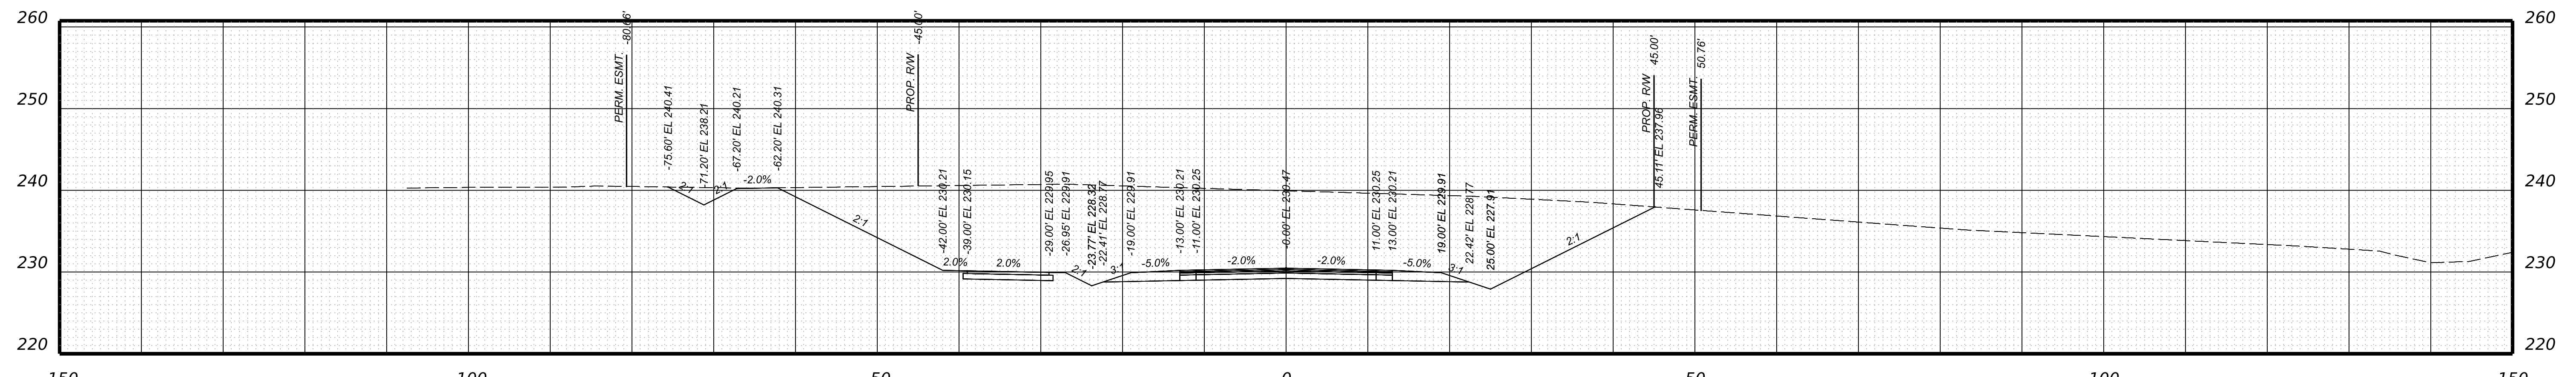 260
250
240
230
220
PERM. ESMT. -80.66'
-75.60' EL 240.41
-71.20' EL 238.21
-67.20' EL 240.21
-62.20' EL 240.31
PROP. R/W -45.00'
-42.00' EL 230.21
-39.00' EL 230.15
-29.00' EL 229.95
-26.95' EL 229.91
-23.77' EL 228.32
-22.41' EL 228.77
-19.00' EL 229.91
-13.00' EL 230.21
-11.00' EL 230.25
-0.00' EL 230.47
11.00' EL 230.25
13.00' EL 230.21
19.00' EL 229.91
22.42' EL 228.77
25.00' EL 227.91
PROP. R/W 45.00'
45.11' EL 237.96
PERM. ESMT. 50.76'
2:1
2:1
-2.0%
2:1
2.0%
2.0%
2:1
3:1
-5.0%
-2.0%
-2.0%
-5.0%
3:1
2:1
260
250
240
230
220
-150
-100
-50
0
50
100
150